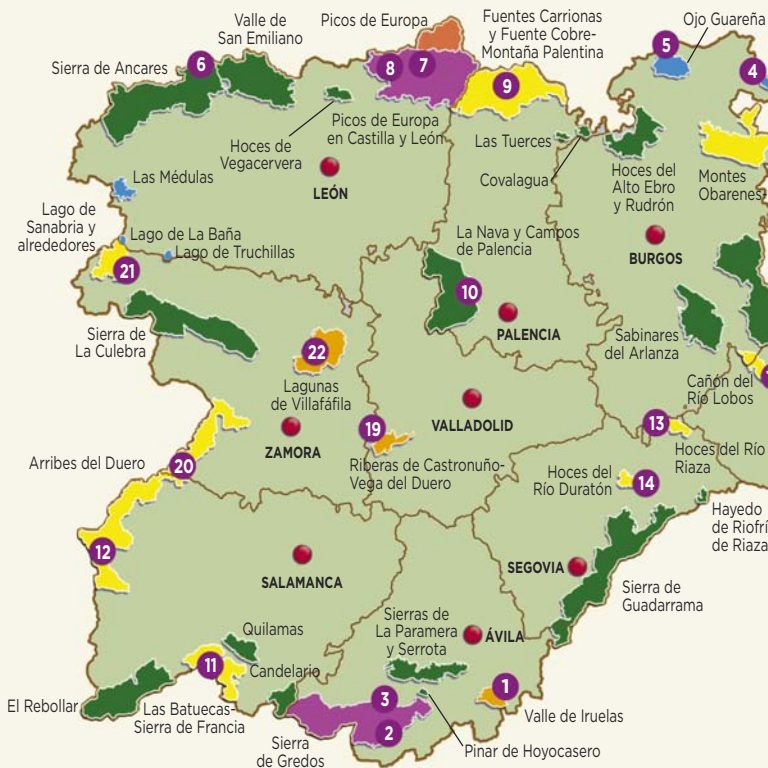 Valle de
San Emiliano
Picos de Europa
Fuentes Carrionas
y Fuente Cobre-
Montaña Palentina
Ojo Guareña
5
4
Sierra de Ancares
6
8
7
9
Hoces de
Vegacervera
Picos de Europa
en Castilla y León
Las Tuerces
Covalagua
Hoces del
Alto Ebro
y Rudrón
Montes
Obarenes-
LEÓN
Las Médulas
Lago de
Sanabria y
alrededores
Lago de La Baña
Lago de Truchillas
21
La Nava y Campos
de Palencia
10
BURGOS
PALENCIA
Sierra de
La Culebra
22
Lagunas
de Villafáfila
Sabinares
del Arlanza
Cañón del
Río Lobos
VALLADOLID
19
ZAMORA
Riberas de Castronuño-
Vega del Duero
13
Hoces del Río
Riaza
Arribes del Duero
20
Hoces del
Río Duratón
14
12
Hayedo
de Riofrí
de Riaza
SALAMANCA
SEGOVIA
Sierra de
Guadarrama
Sierras de
La Paramera
y Serrota
ÁVILA
Quilamas
11
Candelario
El Rebollar
Las Batuecas-
Sierra de Francia
3
2
1
Valle de Iruelas
Sierra
de Gredos
Pinar de Hoyocasero